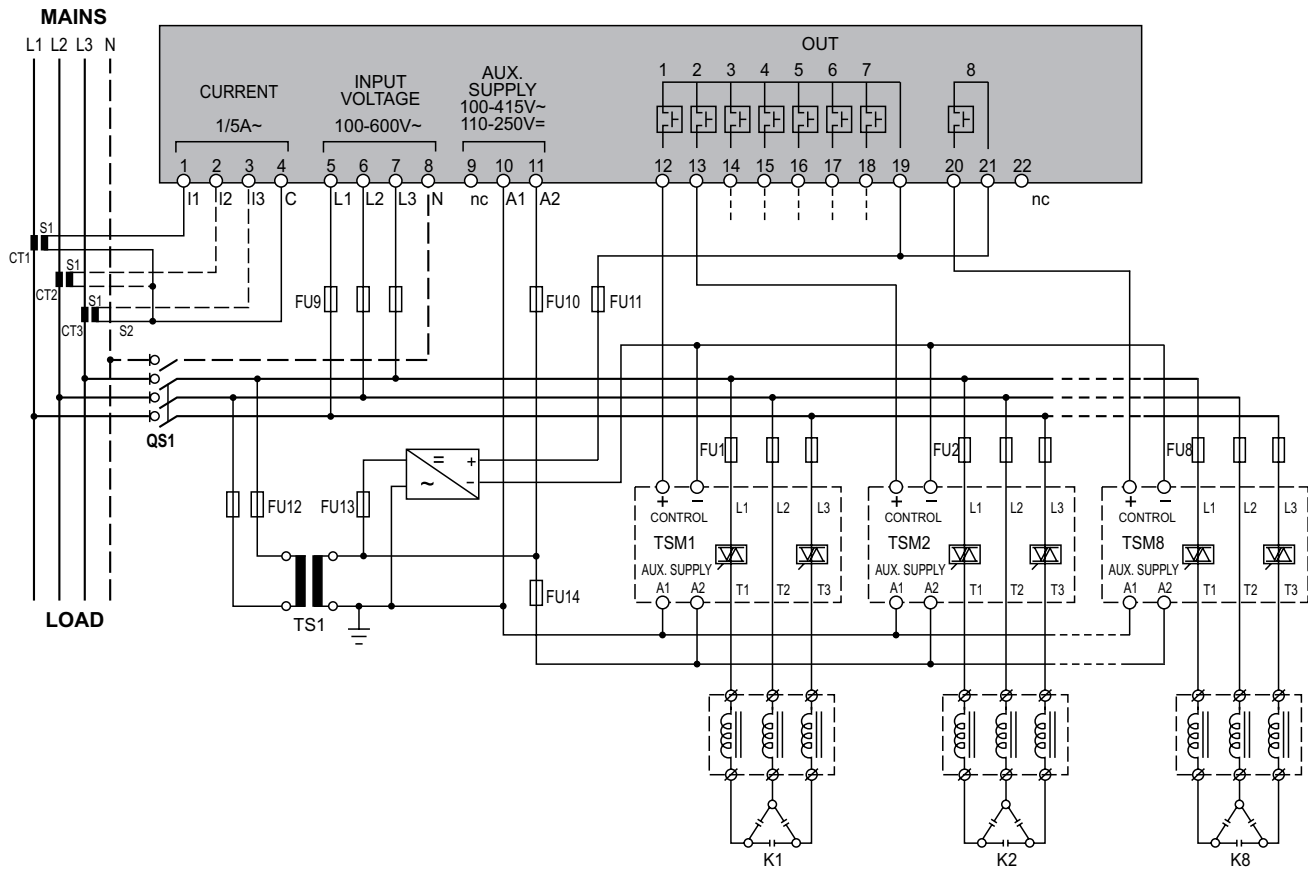 MAINS
L1 L2 L3 N
OUT
1 2 3 4 5 6 7 8
CURRENT
1/5A~
INPUT
VOLTAGE
100-600V~
AUX.
SUPPLY
100-415V~
110-250V=
1 2 3 4 5 6 7 8 9 10 11 12 13 14 15 16 17 18 19 20 21 22
I1 I2 I3 C L1 L2 L3 N nc A1 A2 nc
S1
CT1
S1
CT2
S1
CT3 S2
FU9 FU10 FU11
QS1
= +
~ −
FU1 FU2 FU8
FU12 FU13
+ − L1 L2 L3 + − L1 L2 L3 + − L1 L2 L3
CONTROL CONTROL CONTROL
TSM1 TSM2 TSM8
AUX. SUPPLY AUX. SUPPLY AUX. SUPPLY
A1 A2 T1 T2 T3 A1 A2 T1 T2 T3 A1 A2 T1 T2 T3
FU14
LOAD
TS1
K1 K2 K8